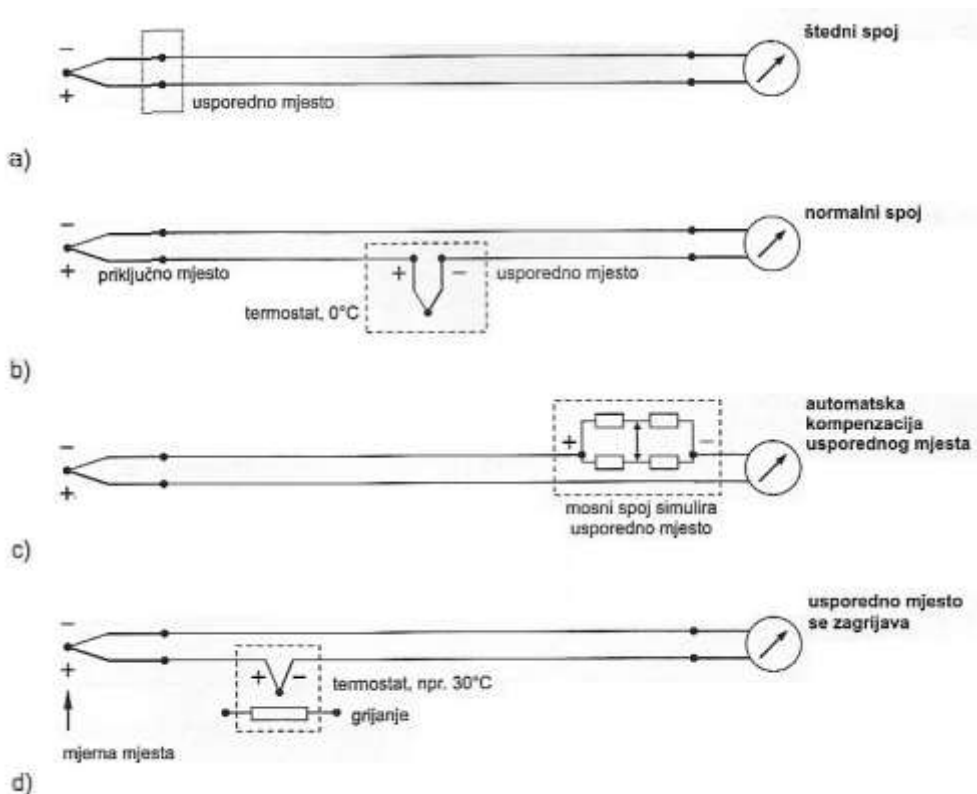 štedni spoj
−
+
usporedno mjesto
a)
normalni spoj
−
+
priključno mjesto
+ −
usporedno mjesto
termostat, 0°C
b)
automatska
kompenzacija
usporednog mjesta
−
+
+ −
mosni spoj simulira
usporedno mjesto
c)
usporedno mjesto
se zagrijava
−
+
+ −
termostat, npr. 30°C
grijanje
mjerna mjesta
d)